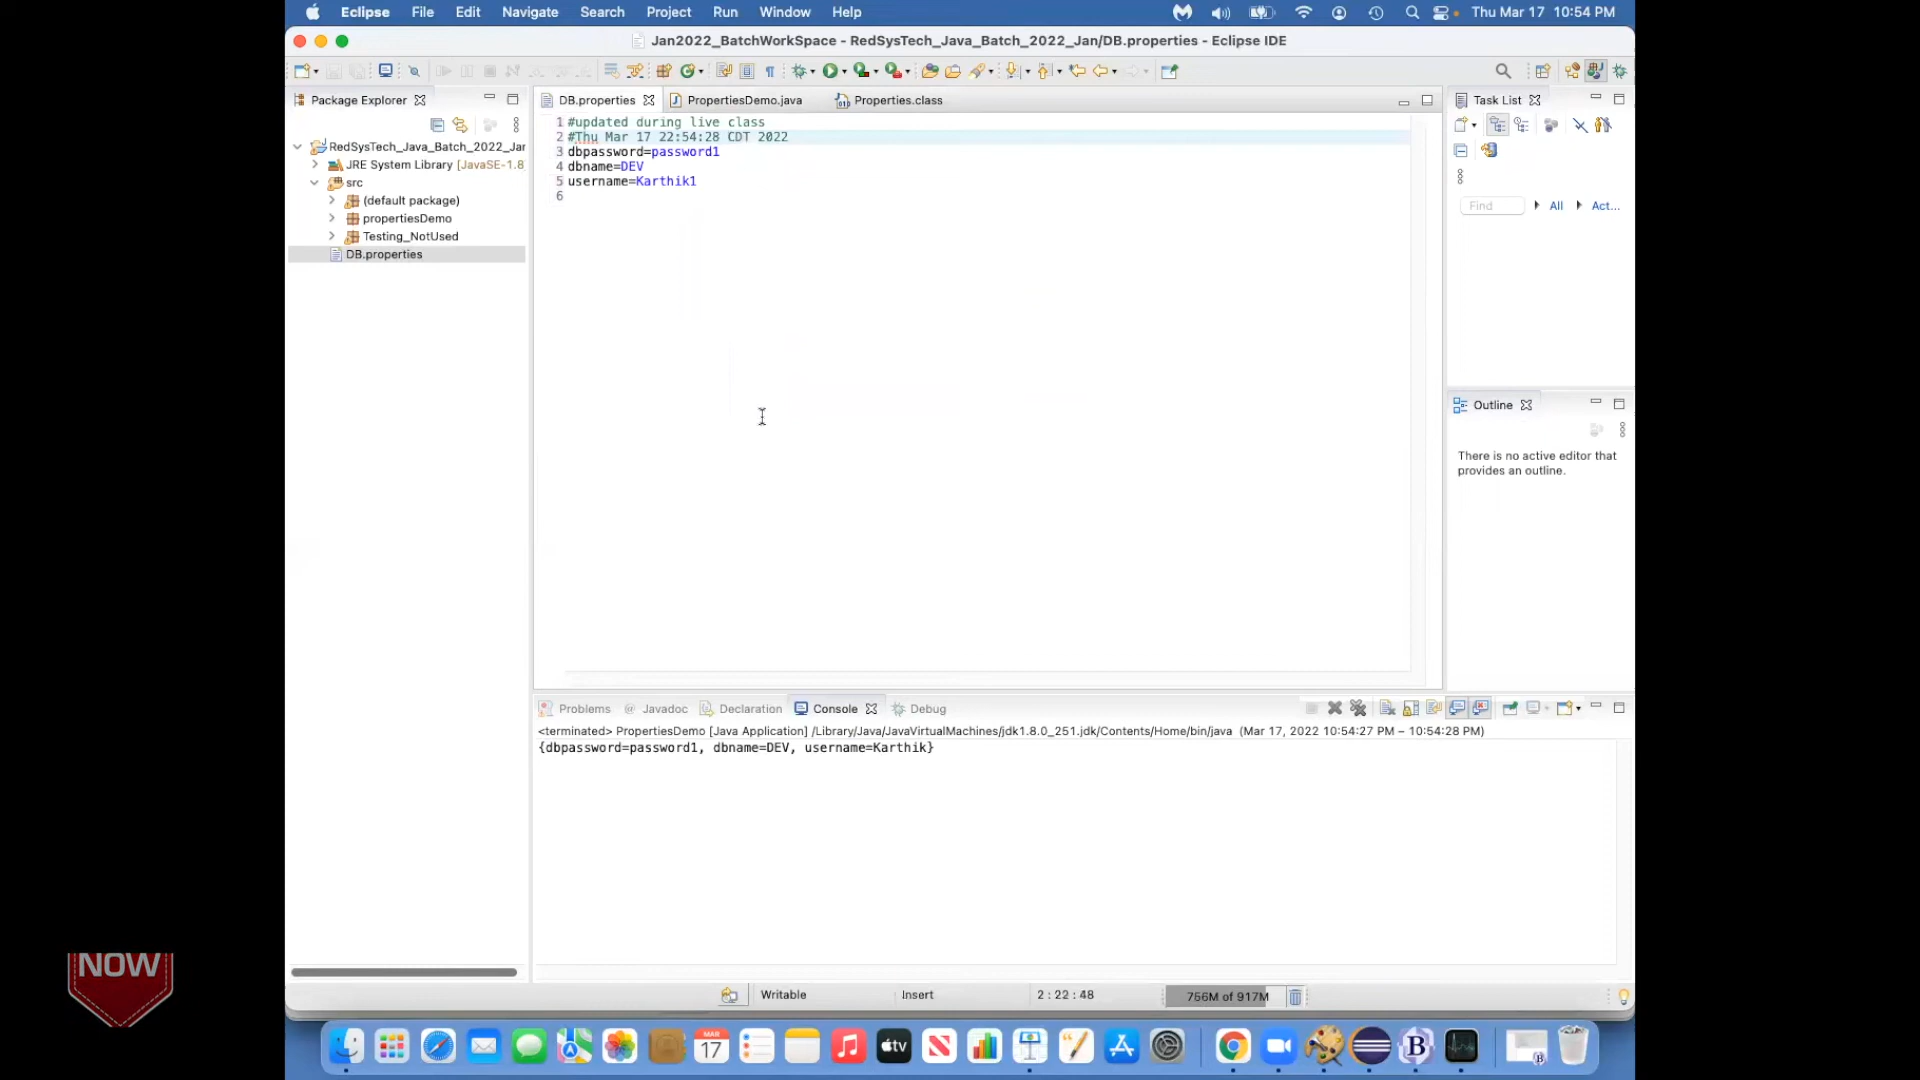 Eclipse File Edit Navigate Search Project Run Window Help Thu Mar 17 10:54 PM
Jan2022_BatchWorkSpace - RedSysTech_Java_Batch_2022_Jan/DB.properties - Eclipse IDE
Package Explorer
RedSysTech_Java_Batch_2022_Jar
JRE System Library [JavaSE-1.8
src
(default package)
propertiesDemo
Testing_NotUsed
DB.properties
DB.properties PropertiesDemo.java Properties.class
1 #updated during live class
2 #Thu Mar 17 22:54:28 CDT 2022
3 dbpassword=password1
4 dbname=DEV
5 username=Karthik1
6
Task List
Find All Act...
Outline
There is no active editor that
provides an outline.
Problems @ Javadoc Declaration Console Debug
<terminated> PropertiesDemo [Java Application] /Library/Java/JavaVirtualMachines/jdk1.8.0_251.jdk/Contents/Home/bin/java (Mar 17, 2022 10:54:27 PM – 10:54:28 PM)
{dbpassword=password1, dbname=DEV, username=Karthik}
Writable Insert 2 : 22 : 48 756M of 917M
NOW
MAR
17
tv
B